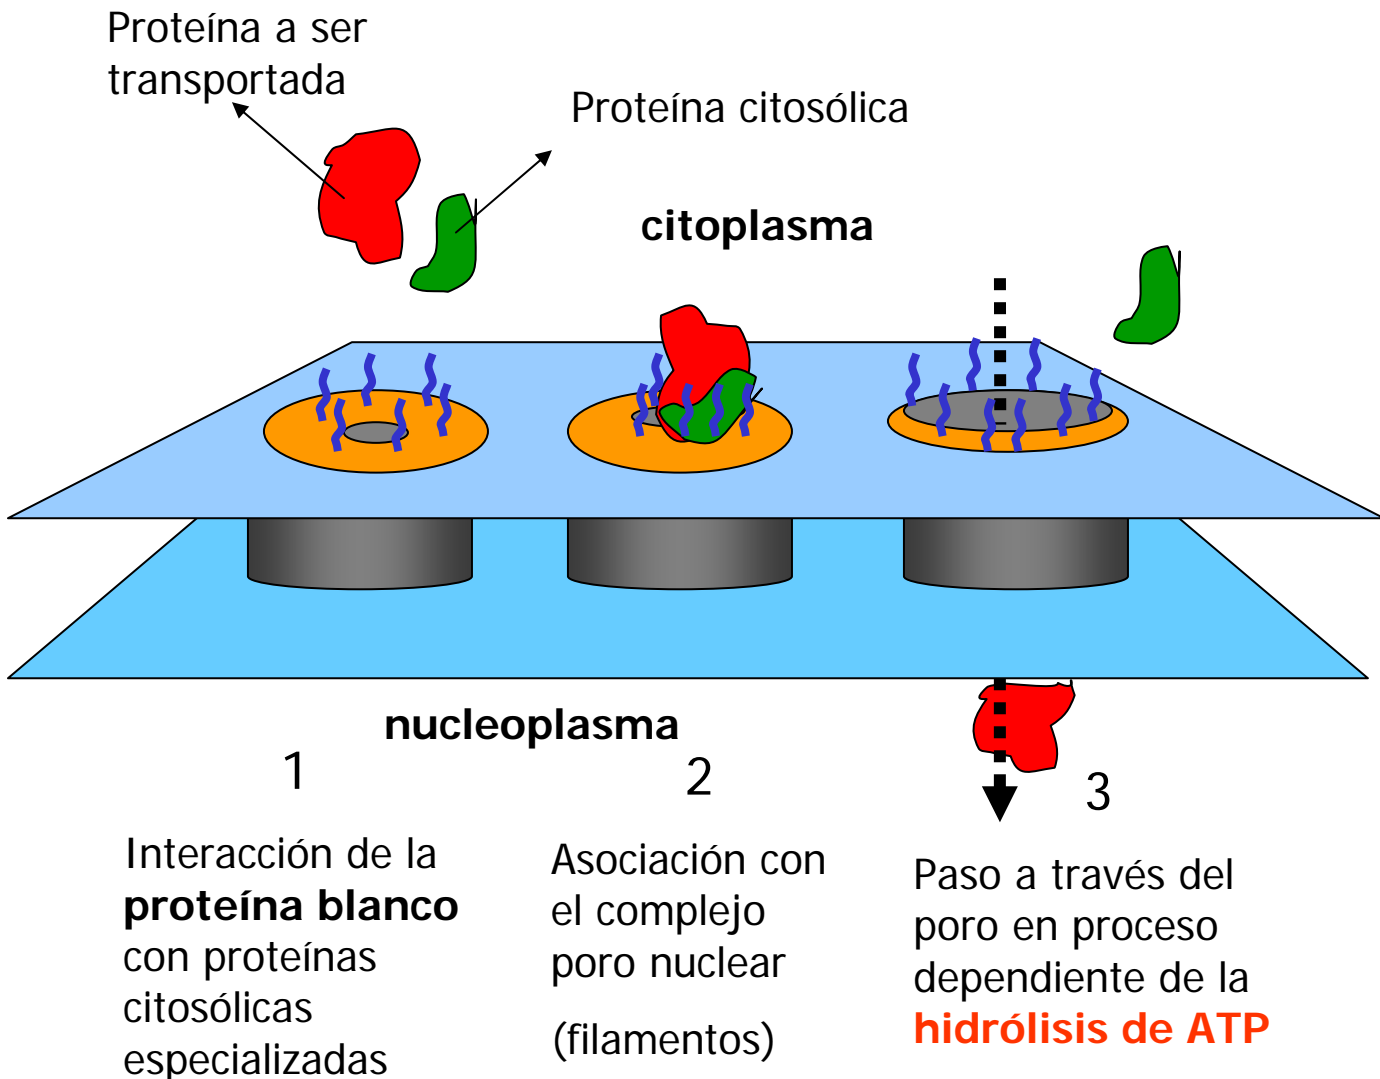 Proteína a ser
transportada
Proteína citosólica
citoplasma
nucleoplasma
1
Interacción de la
proteína blanco
con proteínas
citosólicas
especializadas
2
Asociación con
el complejo
poro nuclear
(filamentos)
3
Paso a través del
poro en proceso
dependiente de la
hidrólisis de ATP